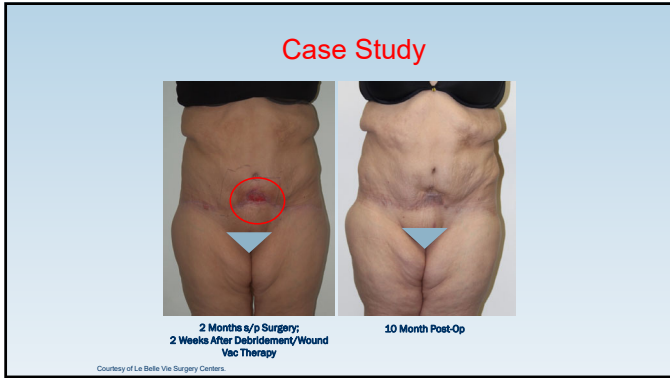 Case Study
2 Months s/p Surgery;
2 Weeks After Debridement/Wound
Vac Therapy
10 Month Post-Op
Courtesy of Le Belle Vie Surgery Centers.